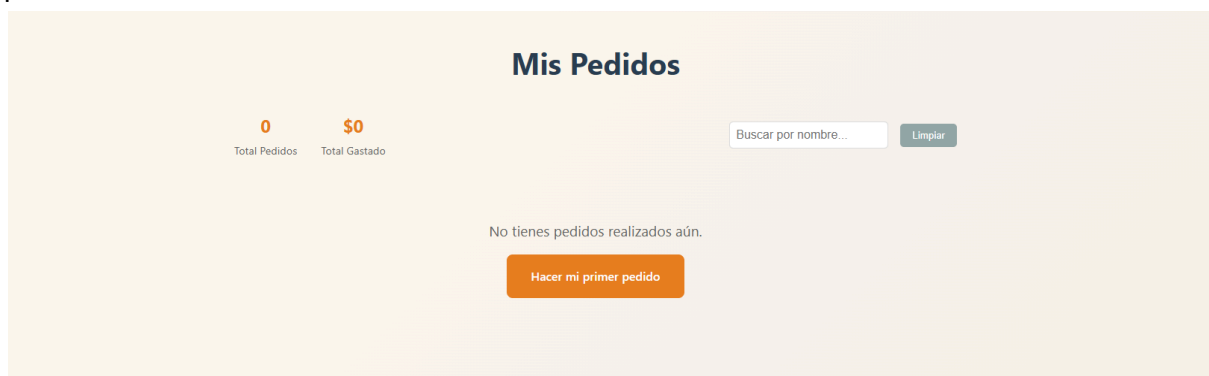 Mis Pedidos
0 $0
Total Pedidos Total Gastado
Buscar por nombre... Limpiar
No tienes pedidos realizados aún.
Hacer mi primer pedido